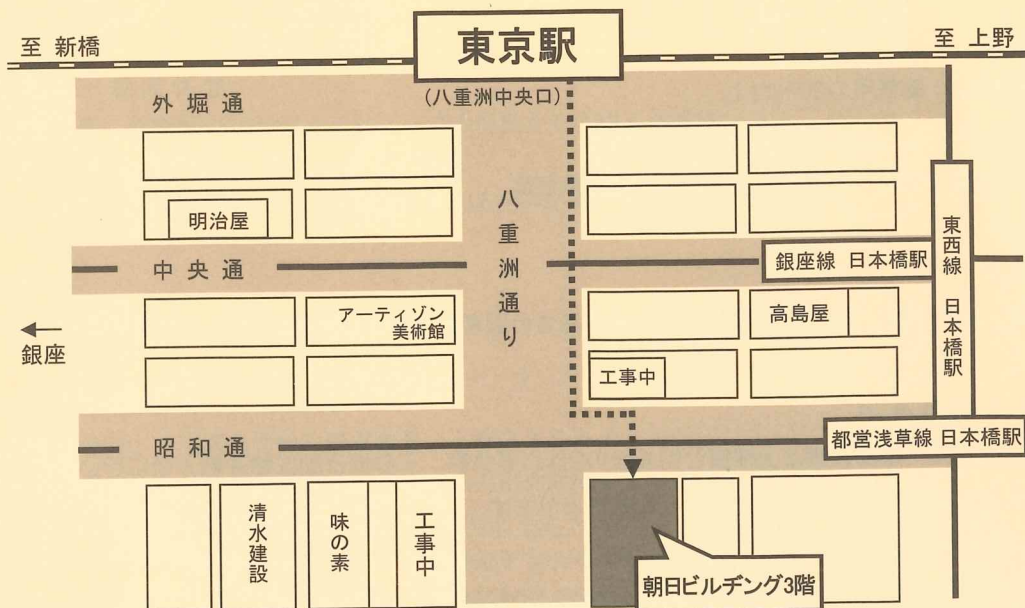 至 新橋
東京駅
至 上野
(八重洲中央口)
外堀通
明治屋
八重洲通り
中央通
銀座線 日本橋駅
東西線 日本橋駅
アーティゾン
美術館
高島屋
銀座
工事中
昭和通
都営浅草線 日本橋駅
清水建設
味の素
工事中
朝日ビルヂング3階